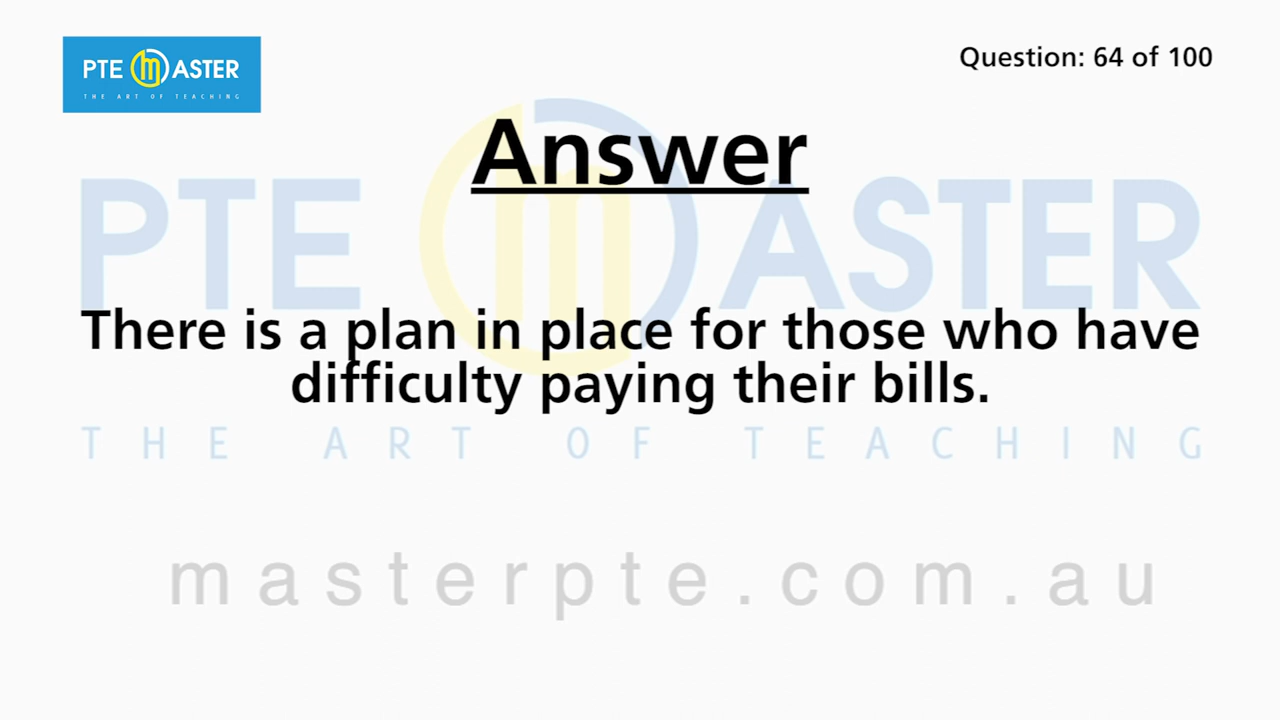 PTE MASTER
THE ART OF TEACHING
Question: 64 of 100
Answer
PTE MASTER
There is a plan in place for those who have
difficulty paying their bills.
THE ART OF TEACHING
masterpte.com.au